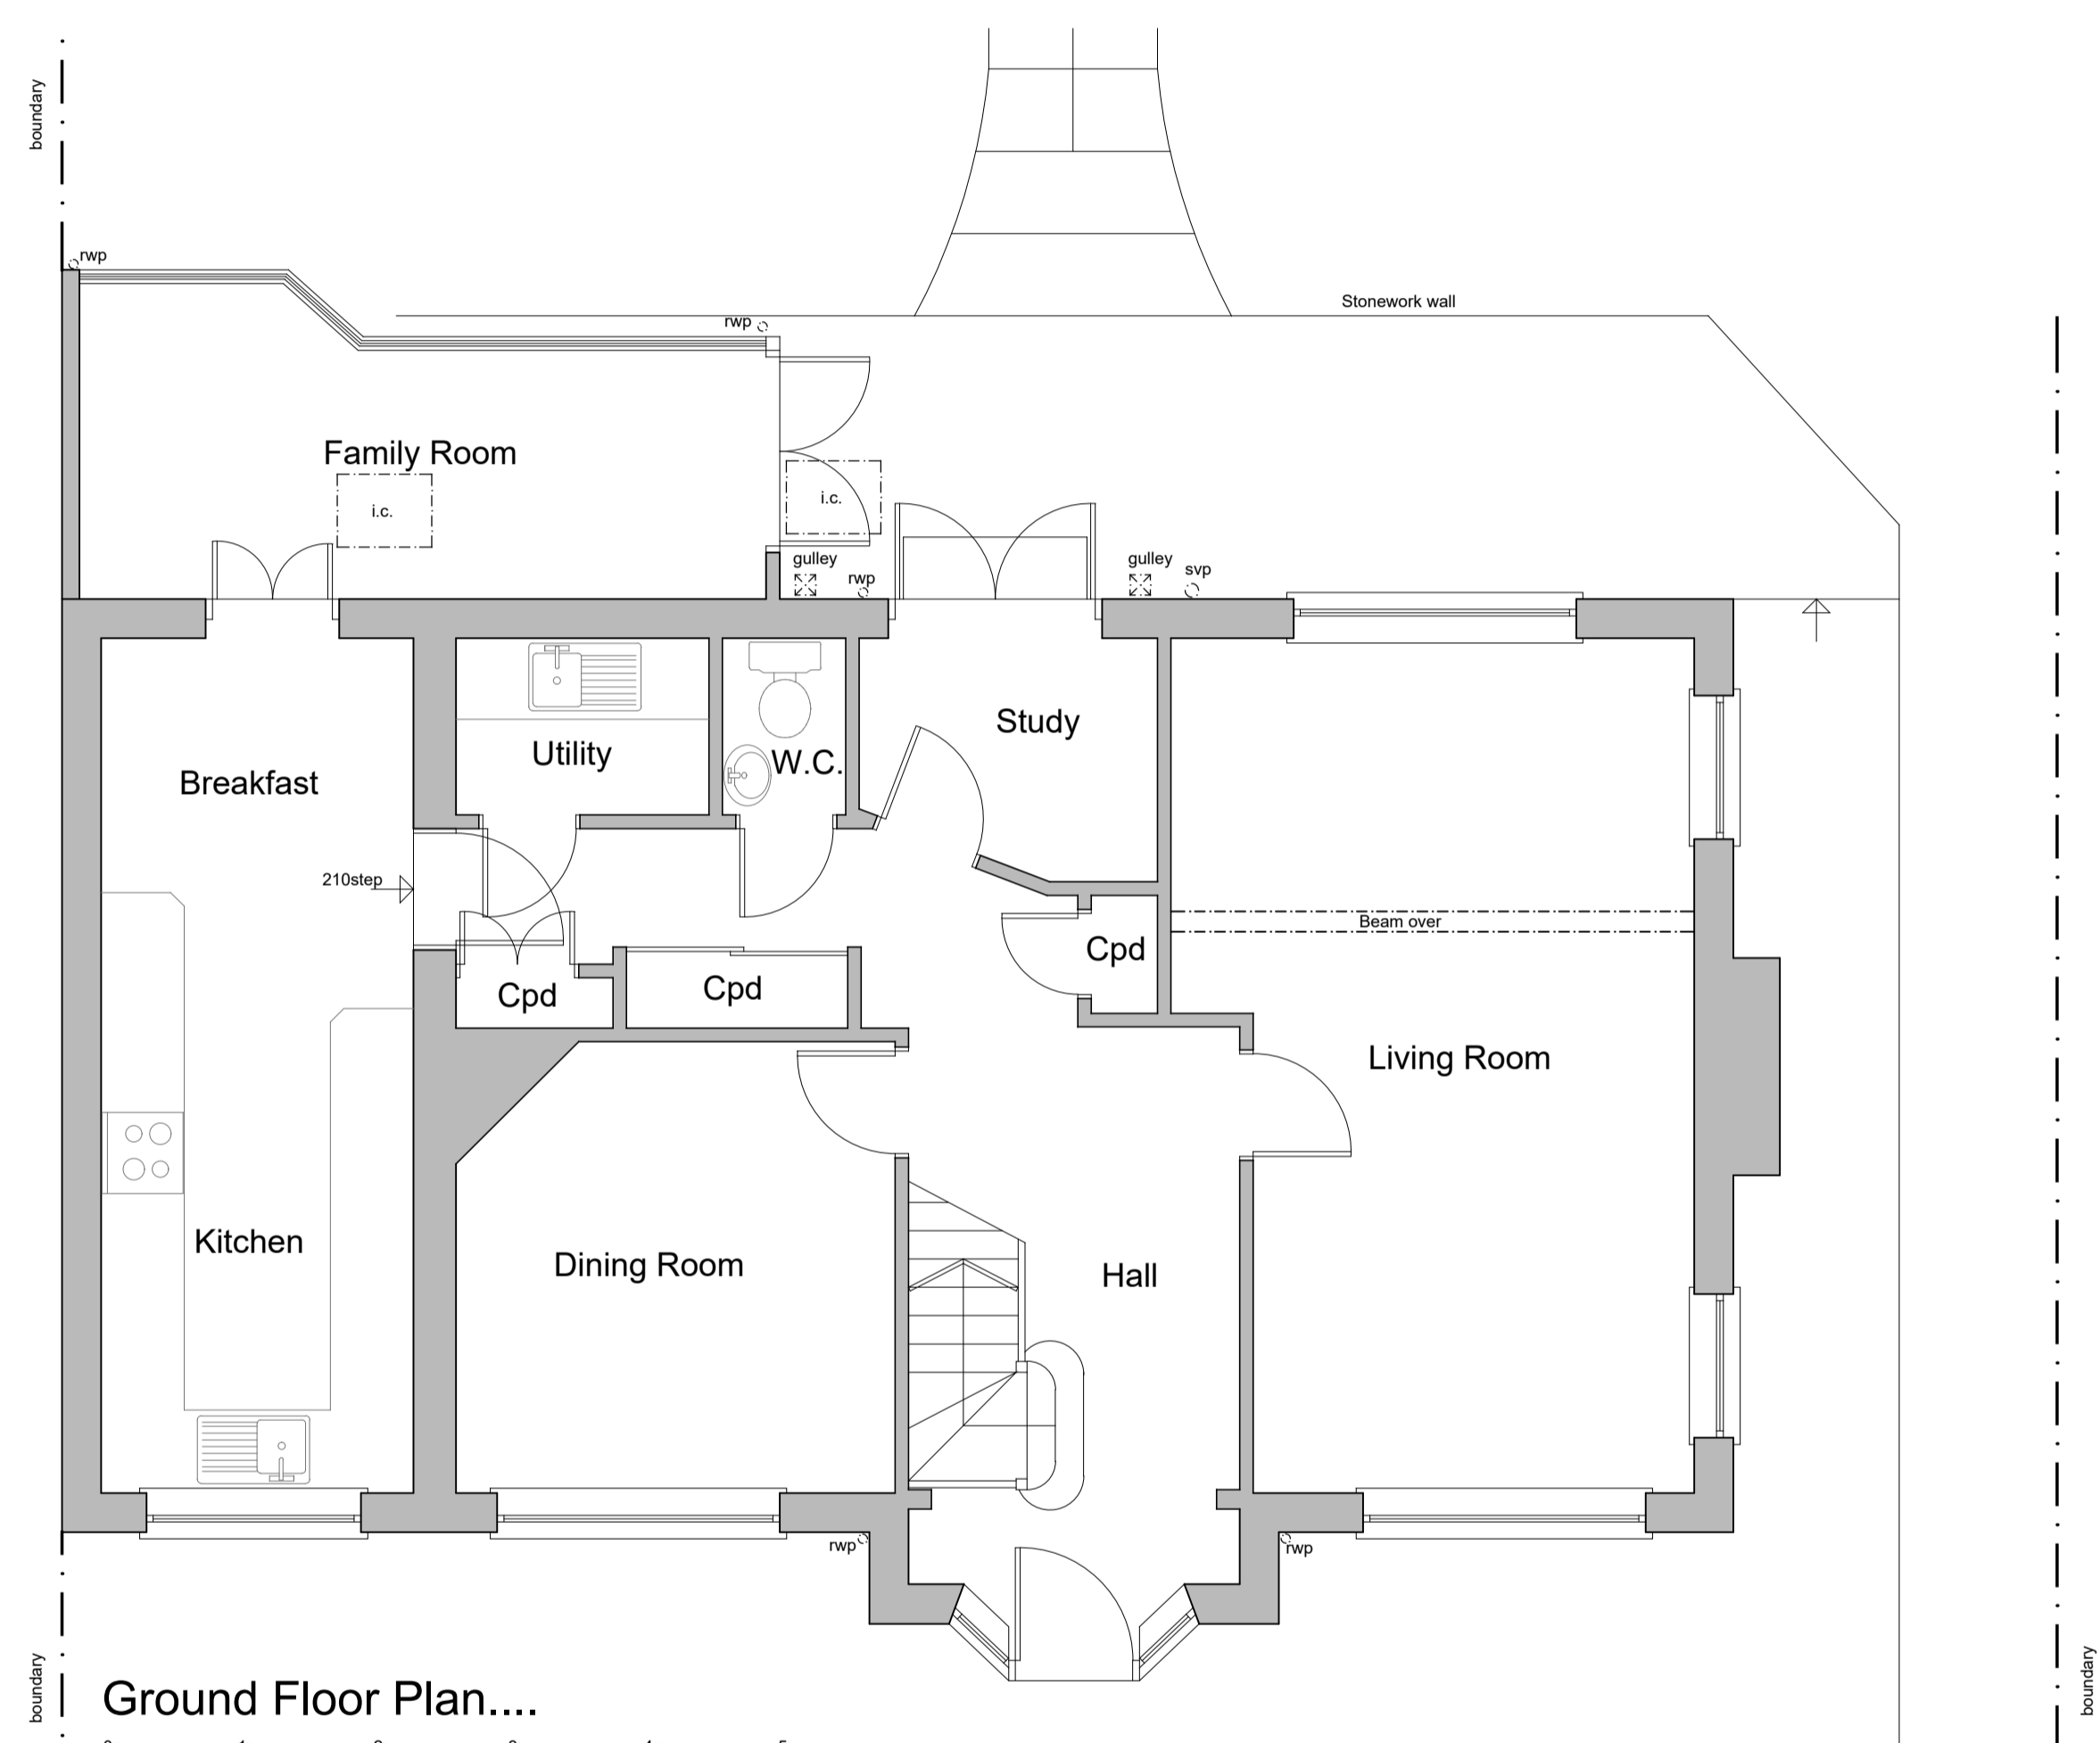 boundary
rwp
Stonework wall
rwp
Family Room
i.c.
i.c.
gulley
rwp
gulley
svp
Study
Utility
W.C.
Breakfast
210step
Beam over
Cpd
Cpd
Cpd
Living Room
Kitchen
Dining Room
Hall
rwp
rwp
boundary
boundary
Ground Floor Plan....